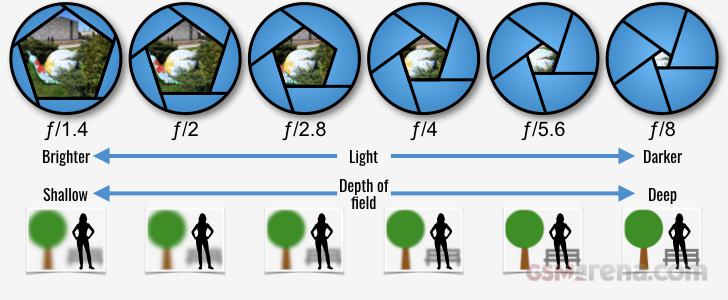 ƒ/1.4 ƒ/2 ƒ/2.8 ƒ/4 ƒ/5.6 ƒ/8
Brighter Light Darker
Shallow Depth of field Deep
GSMArena.com